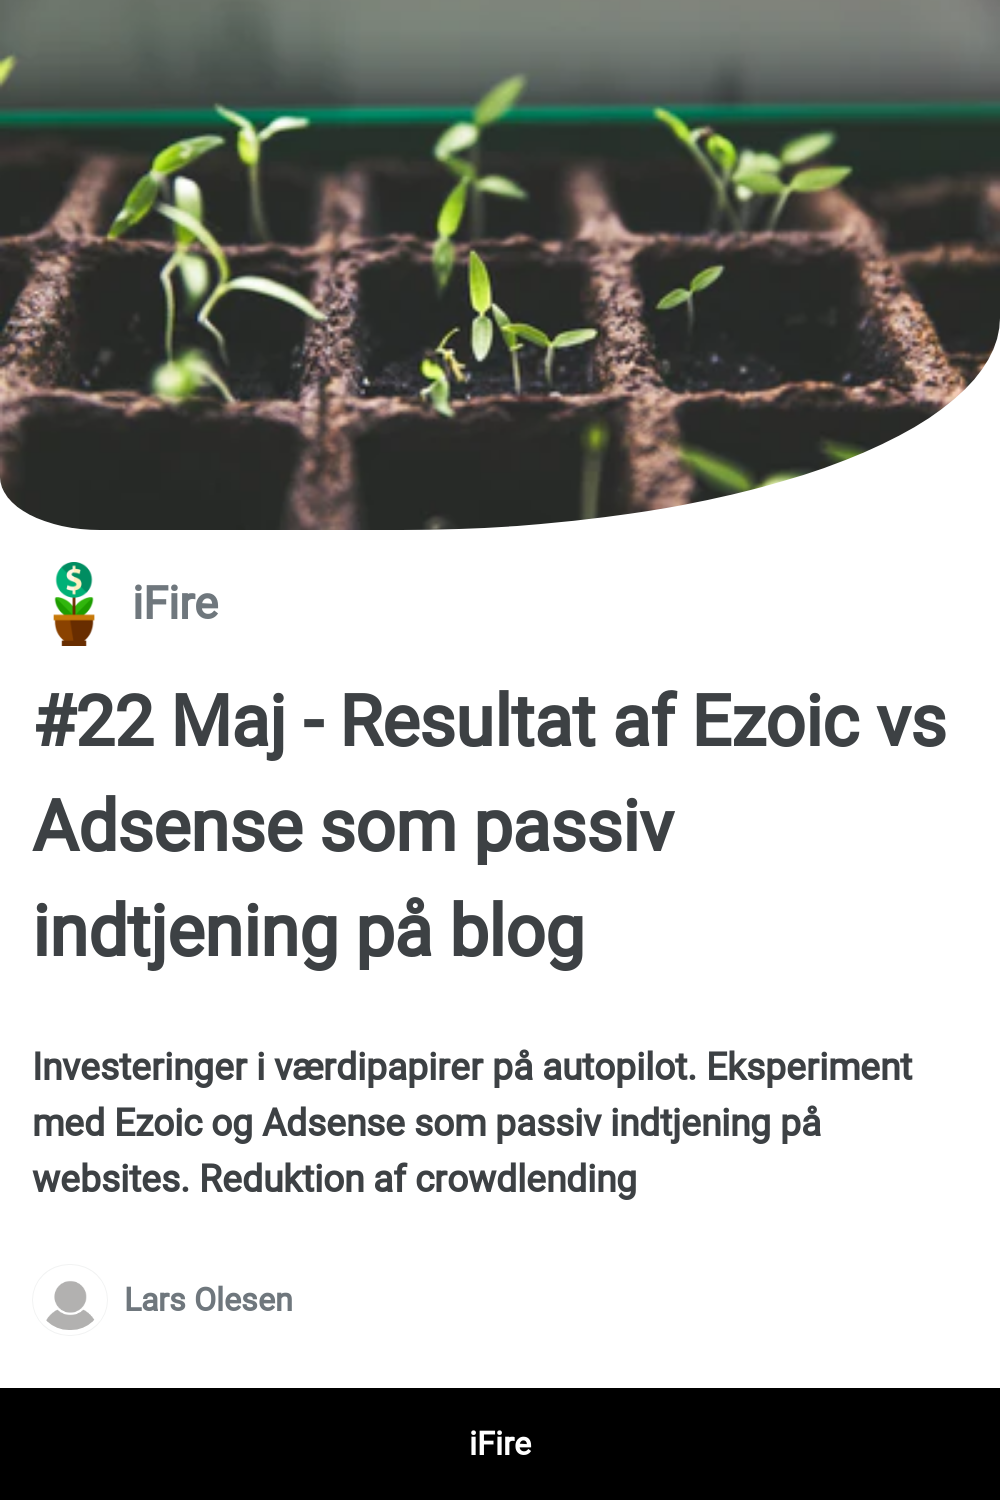 $
iFire
#22 Maj - Resultat af Ezoic vs
Adsense som passiv
indtjening på blog
Investeringer i værdipapirer på autopilot. Eksperiment
med Ezoic og Adsense som passiv indtjening på
websites. Reduktion af crowdlending
Lars Olesen
iFire